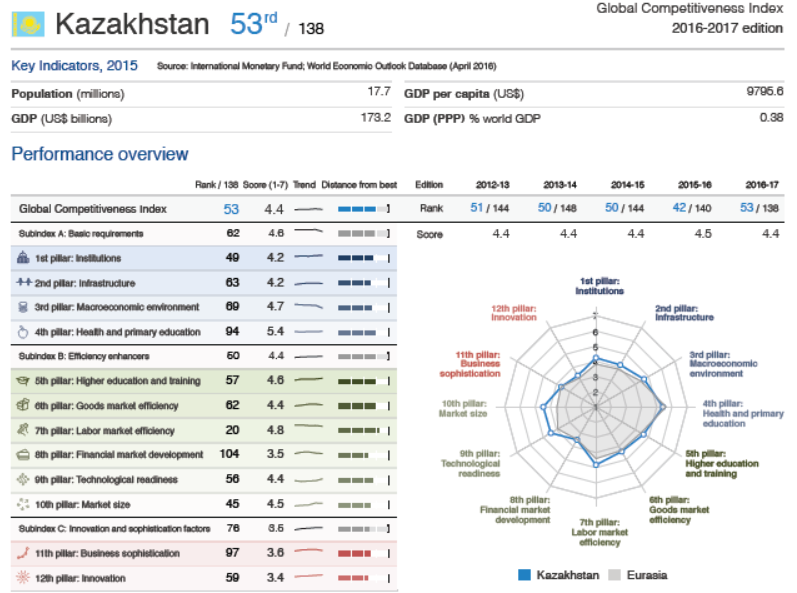 Kazakhstan 53rd / 138
Global Competitiveness Index
2016-2017 edition
Key Indicators, 2015 Source: International Monetary Fund; World Economic Outlook Database (April 2016)
Population (millions) 17.7 GDP per capita (US$) 9795.6
GDP (US$ billions) 173.2 GDP (PPP) % world GDP 0.38
Performance overview
Rank / 138 Score (1-7) Trend Distance from best
Global Competitiveness Index 53 4.4
Subindex A: Basic requirements 62 4.6
1st pillar: Institutions 49 4.2
2nd pillar: Infrastructure 63 4.2
3rd pillar: Macroeconomic environment 69 4.7
4th pillar: Health and primary education 94 5.4
Subindex B: Efficiency enhancers 50 4.4
5th pillar: Higher education and training 57 4.6
6th pillar: Goods market efficiency 62 4.4
7th pillar: Labor market efficiency 20 4.8
8th pillar: Financial market development 104 3.5
9th pillar: Technological readiness 56 4.4
10th pillar: Market size 45 4.5
Subindex C: Innovation and sophistication factors 76 3.5
11th pillar: Business sophistication 97 3.6
12th pillar: Innovation 59 3.4
Edition 2012-13 2013-14 2014-15 2015-16 2016-17
Rank 51 / 144 50 / 148 50 / 144 42 / 140 53 / 138
Score 4.4 4.4 4.4 4.5 4.4
1st pillar:
Institutions
2nd pillar:
Infrastructure
3rd pillar:
Macroeconomic
environment
4th pillar:
Health and primary
education
5th pillar:
Higher education
and training
6th pillar:
Goods market
efficiency
7th pillar:
Labor market
efficiency
8th pillar:
Financial market
development
9th pillar:
Technological
readiness
10th pillar:
Market size
11th pillar:
Business
sophistication
12th pillar:
Innovation
7
6
5
4
3
2
1
Kazakhstan Eurasia